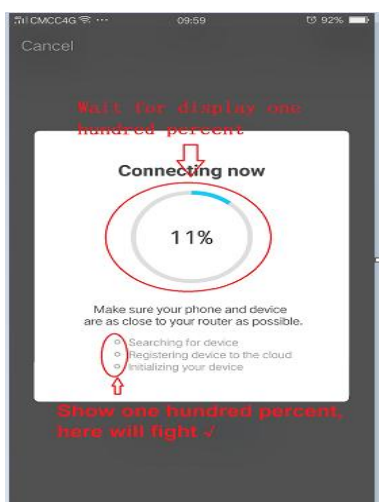 CMCC4G ··· 09:59 92%
Cancel
Wait for display one
hundred percent
Connecting now
11%
Make sure your phone and device
are as close to your router as possible.
Searching for device
Registering device to the cloud
Initializing your device
Show one hundred percent,
here will fight √